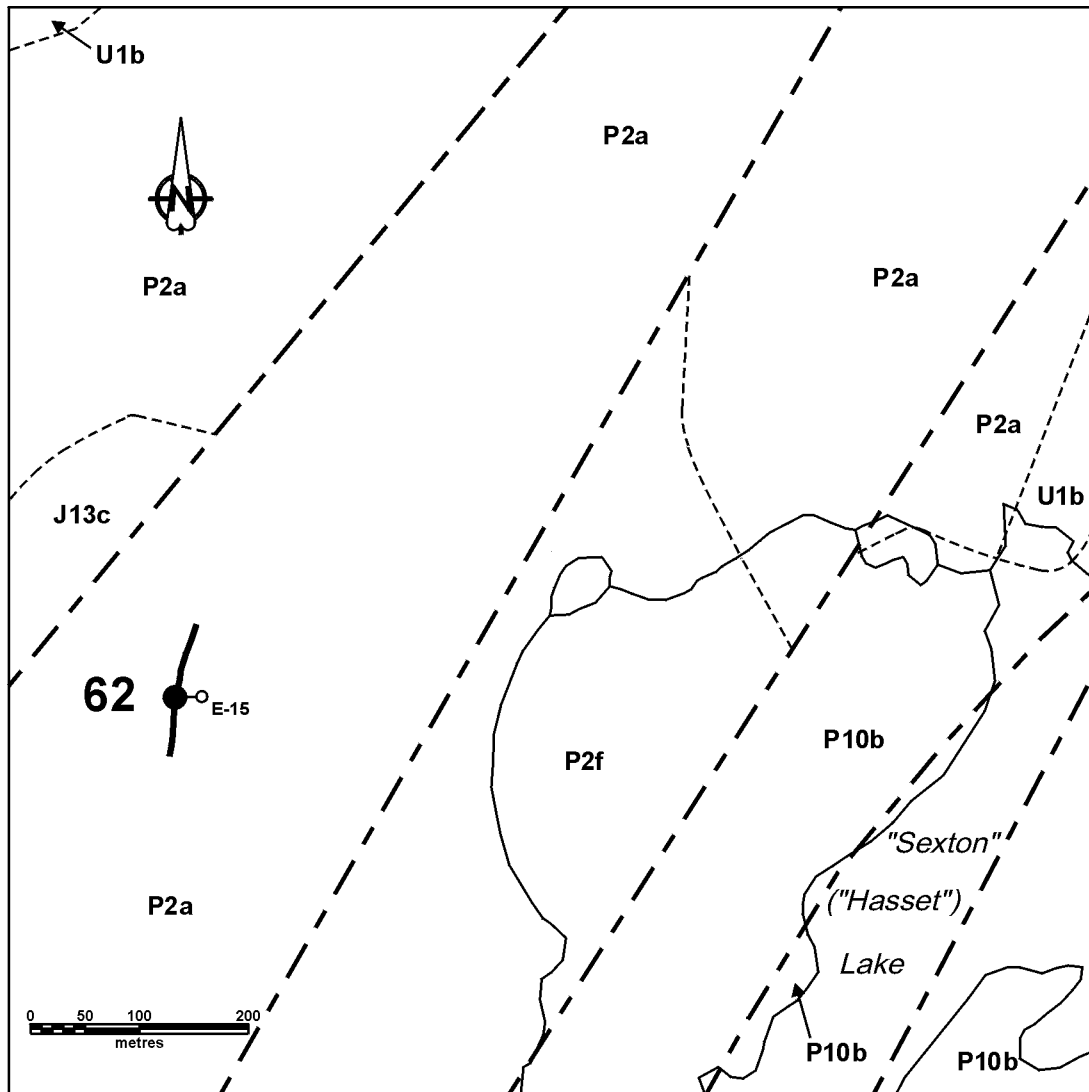 U1b
P2a
N
P2a
P2a
P2a
U1b
J13c
62
E-15
P2f
P10b
"Sexton"
("Hasset")
Lake
P2a
0 50 100 200
metres
P10b
P10b